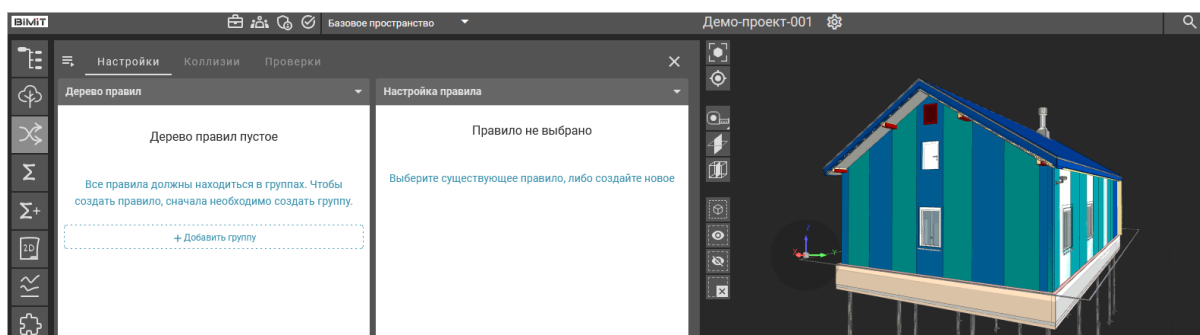 BIMIT
Базовое пространство
Демо-проект-001
Настройки Коллизии Проверки
Дерево правил
Настройка правила
Дерево правил пустое
Правило не выбрано
Все правила должны находиться в группах. Чтобы
создать правило, сначала необходимо создать группу.
Выберите существующее правило, либо создайте новое
+ Добавить группу
Σ
Σ+
2D
Z
X
Y